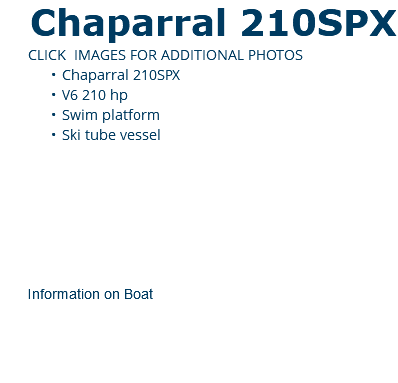 Chaparral 210SPX
CLICK  IMAGES FOR ADDITIONAL PHOTOS
• Chaparral 210SPX
• V6 210 hp
• Swim platform
• Ski tube vessel
Information on Boat